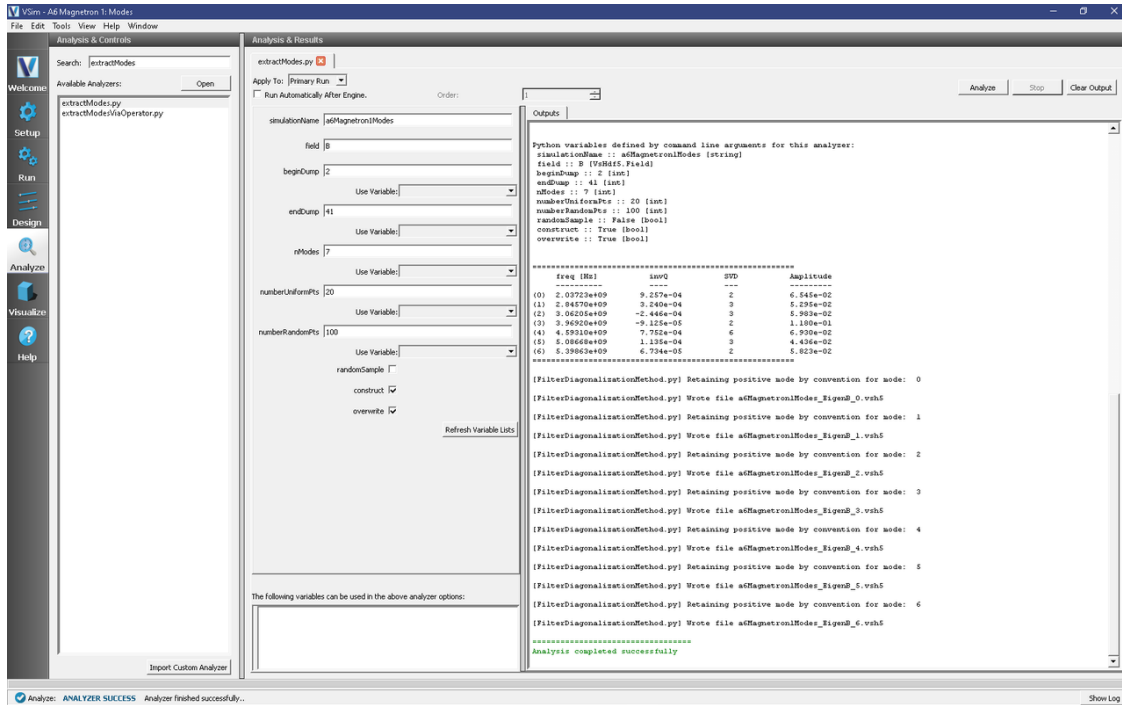 VSim - A6 Magnetron 1: Modes
File Edit Tools View Help Window
Analysis & Controls
Analysis & Results
Welcome
Setup
Run
Design
Analyze
Visualize
Help
Search: extractModes
Available Analyzers:
Open
extractModes.py
extractModesViaOperator.py
Import Custom Analyzer
extractModes.py
Apply To: Primary Run
Run Automatically After Engine.
Order:
1
Analyze
Stop
Clear Output
simulationName a6Magnetron1Modes
field B
beginDump 2
Use Variable:
endDump 41
Use Variable:
nModes 7
Use Variable:
numberUniformPts 20
Use Variable:
numberRandomPts 100
Use Variable:
randomSample
construct
overwrite
Refresh Variable Lists
The following variables can be used in the above analyzer options:
Outputs
Python variables defined by command line arguments for this analyzer:
simulationName :: a6Magnetron1Modes [string]
field :: B [VsHdf5.Field]
beginDump :: 2 [int]
endDump :: 41 [int]
nModes :: 7 [int]
numberUniformPts :: 20 [int]
numberRandomPts :: 100 [int]
randomSample :: False [bool]
construct :: True [bool]
overwrite :: True [bool]
========================================================
freq [Hz] invQ SVD Amplitude
---------- ---- --- ---------
(0) 2.03723e+09 9.257e-04 2 6.545e-02
(1) 2.84570e+09 3.240e-04 3 5.295e-02
(2) 3.06205e+09 -2.446e-04 3 5.983e-02
(3) 3.96920e+09 -9.125e-05 2 1.180e-01
(4) 4.59310e+09 7.752e-04 6 6.930e-02
(5) 5.08668e+09 1.135e-04 3 4.436e-02
(6) 5.39863e+09 6.734e-05 2 5.823e-02
========================================================
[FilterDiagonalizationMethod.py] Retaining positive mode by convention for mode: 0
[FilterDiagonalizationMethod.py] Wrote file a6Magnetron1Modes_EigenB_0.vsh5
[FilterDiagonalizationMethod.py] Retaining positive mode by convention for mode: 1
[FilterDiagonalizationMethod.py] Wrote file a6Magnetron1Modes_EigenB_1.vsh5
[FilterDiagonalizationMethod.py] Retaining positive mode by convention for mode: 2
[FilterDiagonalizationMethod.py] Wrote file a6Magnetron1Modes_EigenB_2.vsh5
[FilterDiagonalizationMethod.py] Retaining positive mode by convention for mode: 3
[FilterDiagonalizationMethod.py] Wrote file a6Magnetron1Modes_EigenB_3.vsh5
[FilterDiagonalizationMethod.py] Retaining positive mode by convention for mode: 4
[FilterDiagonalizationMethod.py] Wrote file a6Magnetron1Modes_EigenB_4.vsh5
[FilterDiagonalizationMethod.py] Retaining positive mode by convention for mode: 5
[FilterDiagonalizationMethod.py] Wrote file a6Magnetron1Modes_EigenB_5.vsh5
[FilterDiagonalizationMethod.py] Retaining positive mode by convention for mode: 6
[FilterDiagonalizationMethod.py] Wrote file a6Magnetron1Modes_EigenB_6.vsh5
==================================
Analysis completed successfully
Analyze: ANALYZER SUCCESS Analyzer finished successfully..
Show Log